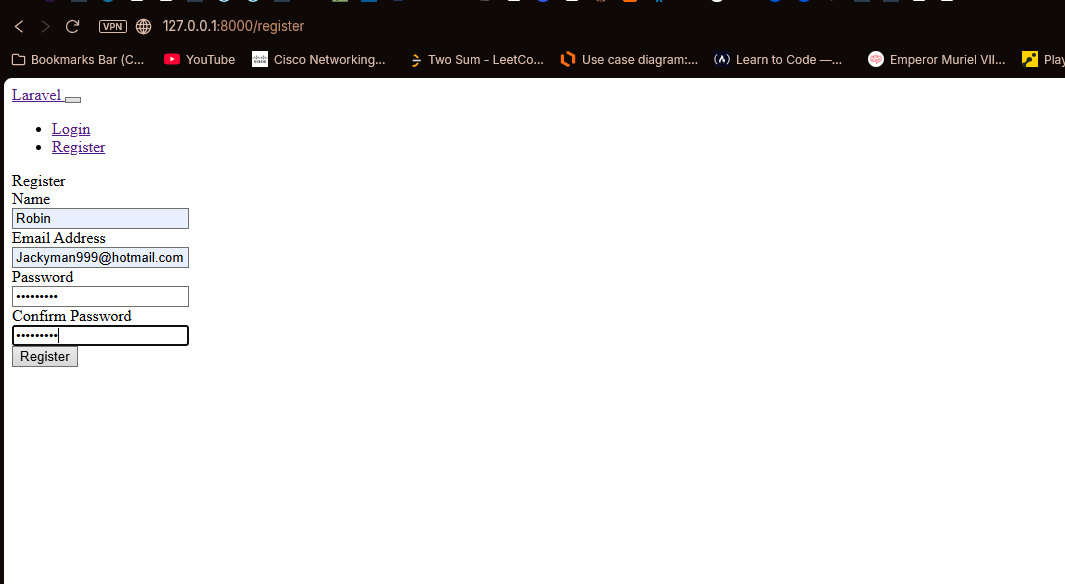 VPN 127.0.0.1:8000/register
Bookmarks Bar (C... YouTube Cisco Networking... Two Sum - LeetCo... Use case diagram:... Learn to Code —... Emperor Muriel VII... Play
Laravel
Login
Register
Register
Name
Robin
Email Address
Jackyman999@hotmail.com
Password
•••••••••
Confirm Password
•••••••••
Register